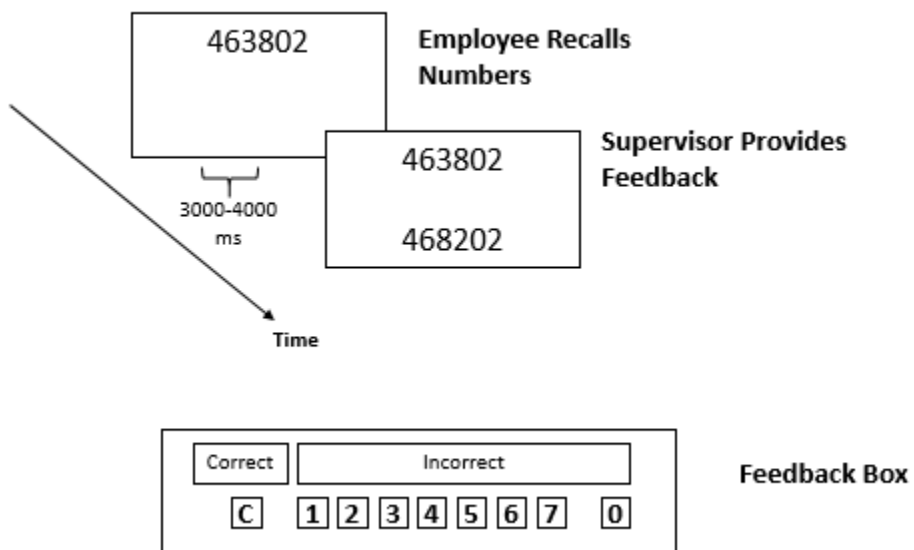 463802
Employee Recalls
Numbers
3000-4000
ms
463802
468202
Supervisor Provides
Feedback
Time
Correct
Incorrect
C 1 2 3 4 5 6 7 0
Feedback Box